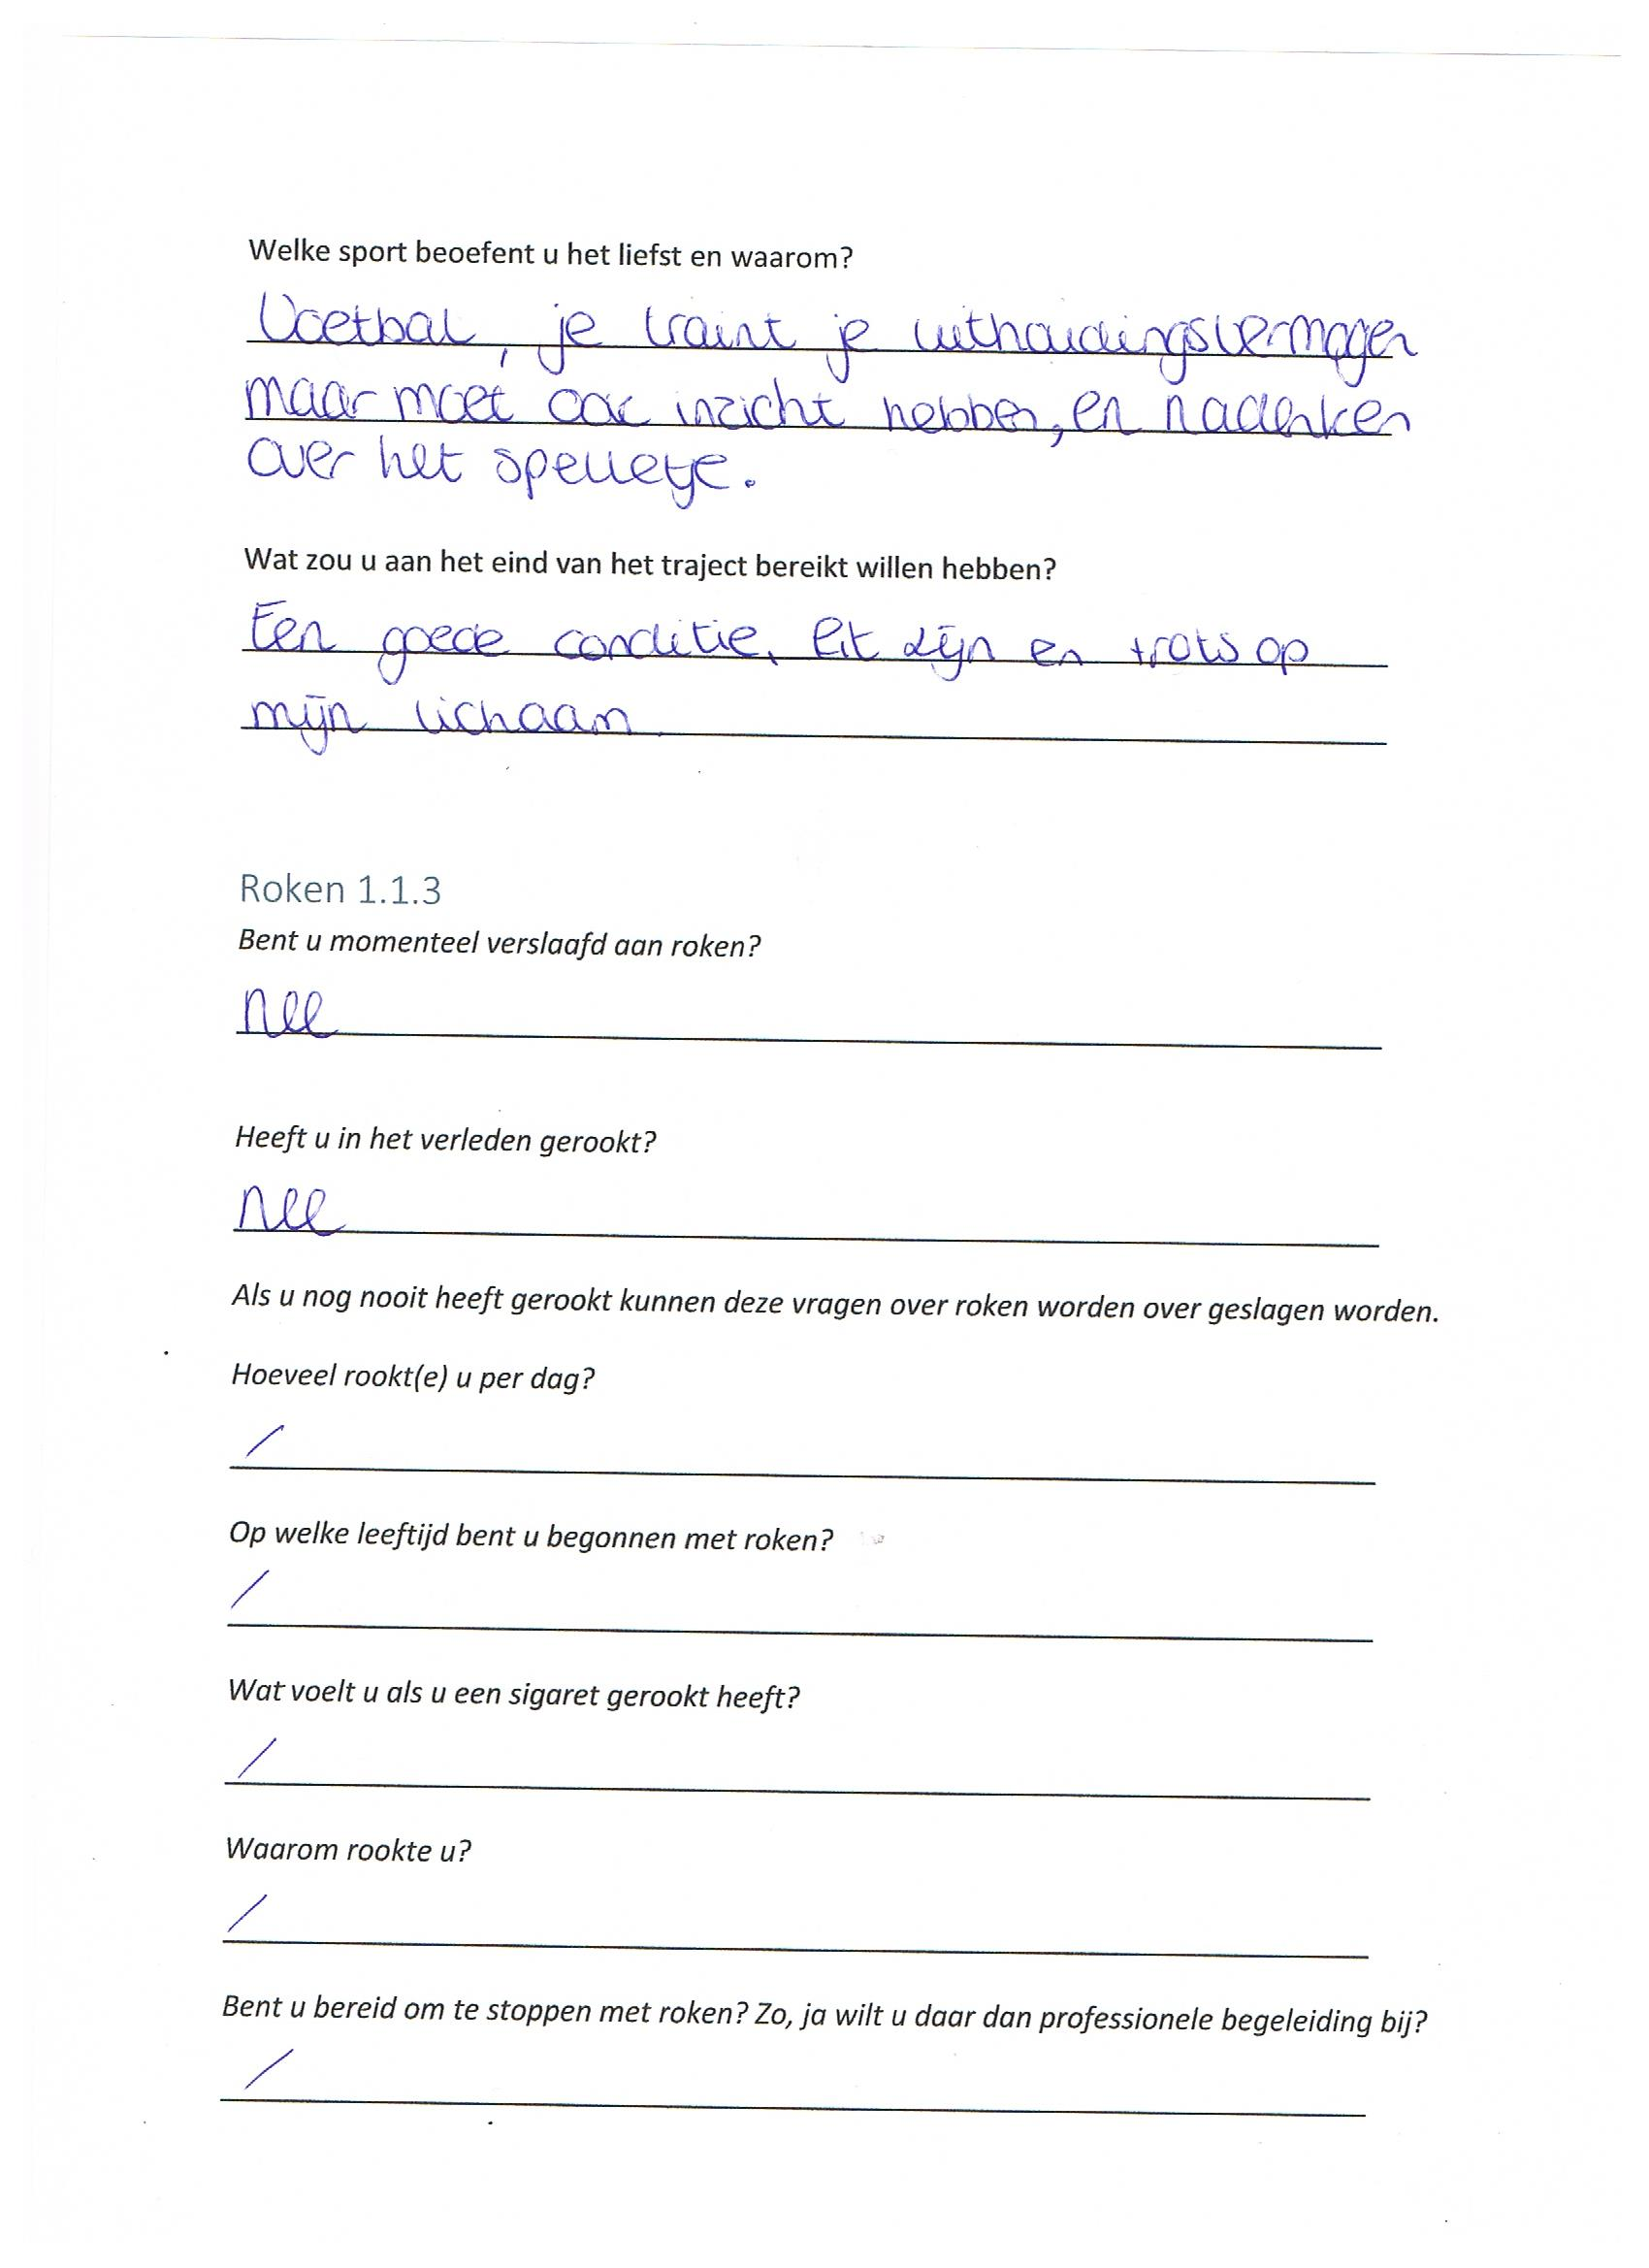 Welke sport beoefent u het liefst en waarom?
Voetbal, je traint je uithoudingsvermogen
maar moet ook inzicht hebben, en nadenken
over het spelletje.
Wat zou u aan het eind van het traject bereikt willen hebben?
Een goede conditie, fit zijn en trots op
mijn lichaam.
Roken 1.1.3
Bent u momenteel verslaafd aan roken?
nee
Heeft u in het verleden gerookt?
nee
Als u nog nooit heeft gerookt kunnen deze vragen over roken worden over geslagen worden.
Hoeveel rookt(e) u per dag?
/
Op welke leeftijd bent u begonnen met roken?
/
Wat voelt u als u een sigaret gerookt heeft?
/
Waarom rookte u?
/
Bent u bereid om te stoppen met roken? Zo, ja wilt u daar dan professionele begeleiding bij?
/